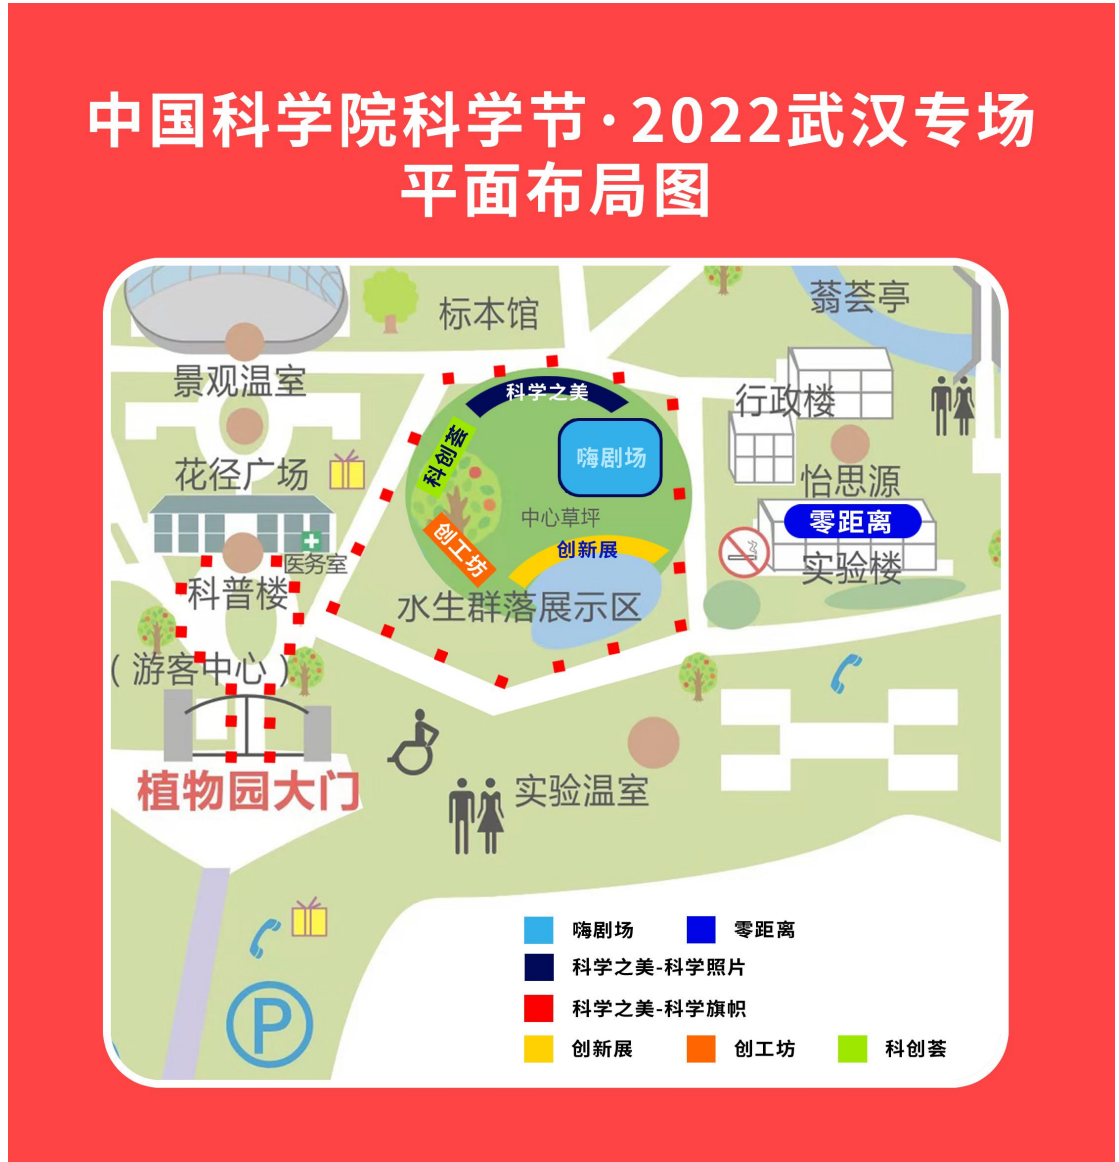 中国科学院科学节·2022武汉专场
平面布局图
标本馆
蓊荟亭
景观温室
科学之美
行政楼
科创荟
嗨剧场
花径广场
怡思源
中心草坪
零距离
创工坊
创新展
医务室
实验楼
科普楼
水生群落展示区
(游客中心)
植物园大门
实验温室
嗨剧场
零距离
科学之美-科学照片
科学之美-科学旗帜
创新展
创工坊
科创荟
P